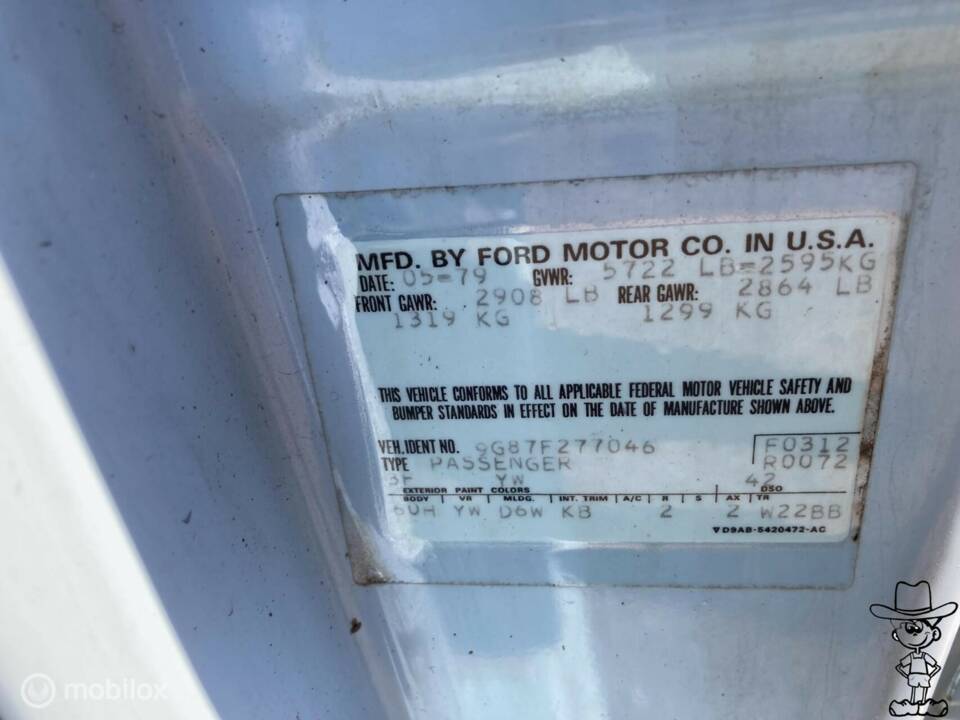 MFD. BY FORD MOTOR CO. IN U.S.A.
DATE: 05-79 GVWR: 5722 LB=2595KG
FRONT GAWR: 2908 LB REAR GAWR: 2864 LB
1319 KG 1299 KG
THIS VEHICLE CONFORMS TO ALL APPLICABLE FEDERAL MOTOR VEHICLE SAFETY AND
BUMPER STANDARDS IN EFFECT ON THE DATE OF MANUFACTURE SHOWN ABOVE.
VEH. IDENT NO. 9G87F277046 F0312
TYPE PASSENGER R0072
3F YW 42
EXTERIOR PAINT COLORS DSO
BODY VR MLDG. INT. TRIM A/C R S AX TR
60H YW D6W KB 2 2 W22BB
▽D9AB-5420472-AC
mobilox